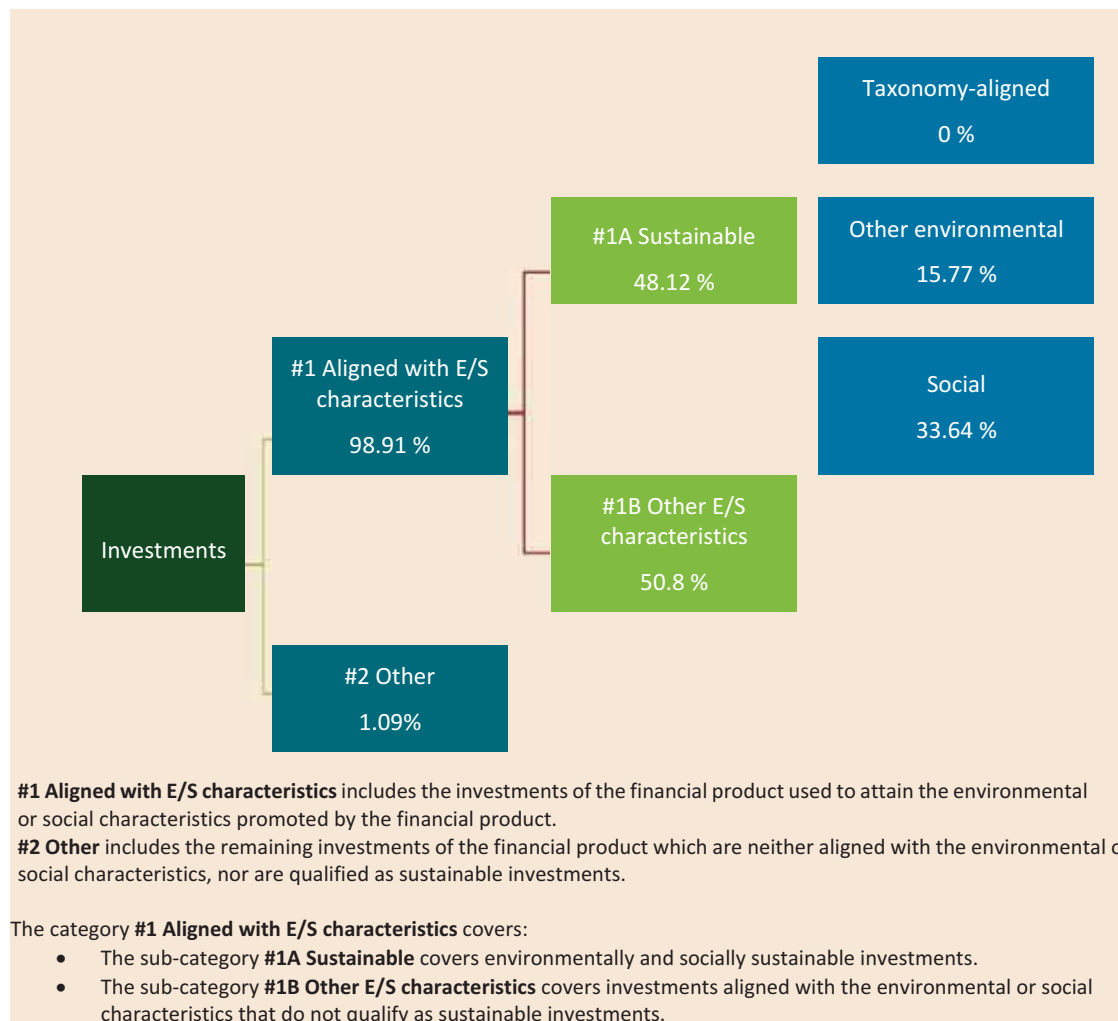 Taxonomy-aligned
0 %
#1A Sustainable
48.12 %
Other environmental
15.77 %
#1 Aligned with E/S
characteristics
98.91 %
Social
33.64 %
Investments
#1B Other E/S
characteristics
50.8 %
#2 Other
1.09%
#1 Aligned with E/S characteristics includes the investments of the financial product used to attain the environmental
or social characteristics promoted by the financial product.
#2 Other includes the remaining investments of the financial product which are neither aligned with the environmental
social characteristics, nor are qualified as sustainable investments.
The category #1 Aligned with E/S characteristics covers:
• The sub-category #1A Sustainable covers environmentally and socially sustainable investments.
• The sub-category #1B Other E/S characteristics covers investments aligned with the environmental or social
characteristics that do not qualify as sustainable investments.